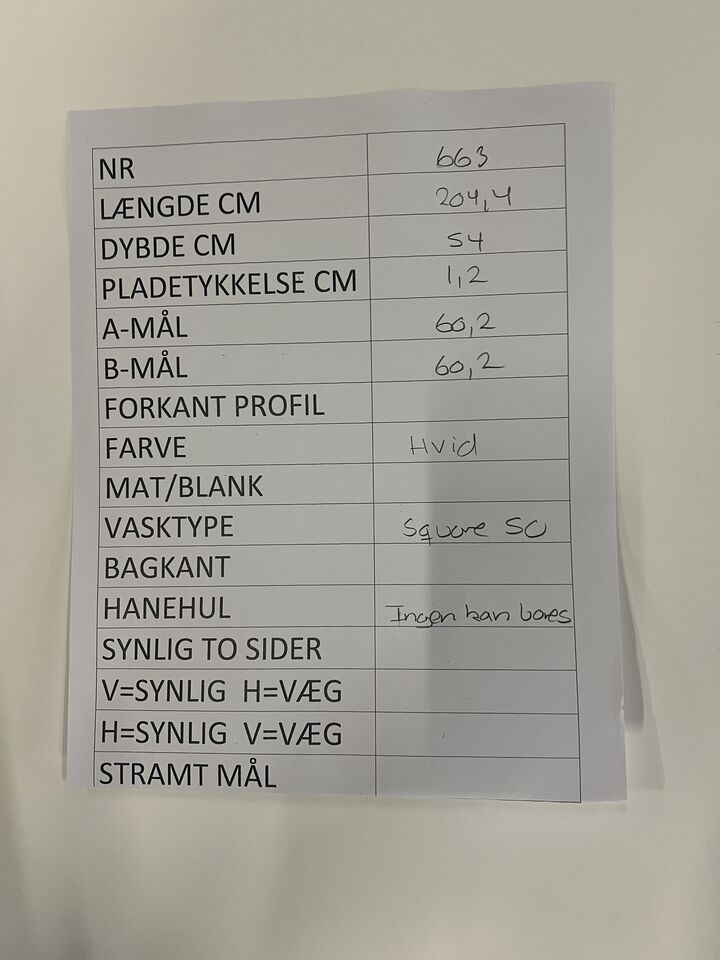 NR 663
LÆNGDE CM 204,4
DYBDE CM 54
PLADETYKKELSE CM 1,2
A-MÅL 60,2
B-MÅL 60,2
FORKANT PROFIL
FARVE Hvid
MAT/BLANK
VASKTYPE Square 50
BAGKANT
HANEHUL Ingen kan bores
SYNLIG TO SIDER
V=SYNLIG H=VÆG
H=SYNLIG V=VÆG
STRAMT MÅL